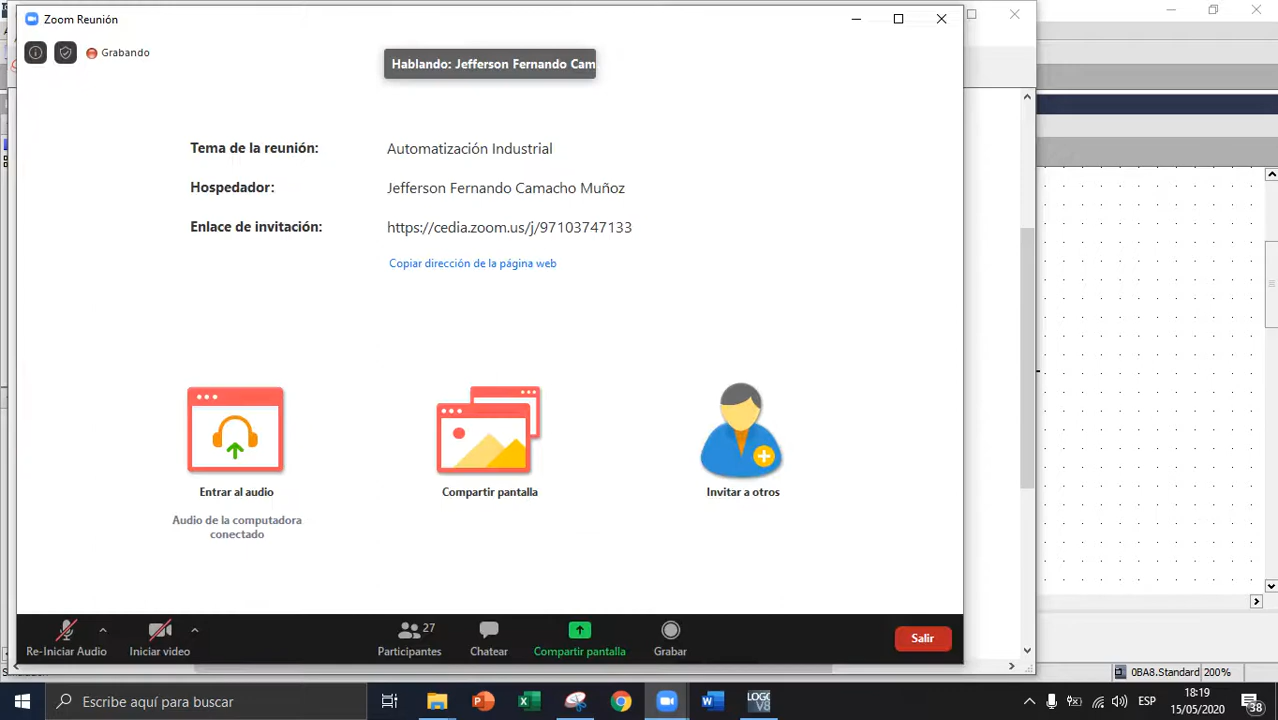 Zoom Reunión
Grabando
Hablando: Jefferson Fernando Cam
Tema de la reunión: Automatización Industrial
Hospedador: Jefferson Fernando Camacho Muñoz
Enlace de invitación: https://cedia.zoom.us/j/97103747133
Copiar dirección de la página web
Entrar al audio
Compartir pantalla
Invitar a otros
Audio de la computadora
conectado
27
Re-Iniciar Audio
Iniciar video
Participantes
Chatear
Compartir pantalla
Grabar
Salir
0BA8.Standard 200%
Escribe aquí para buscar
LOGO
V8
ESP
18:19
15/05/2020
38